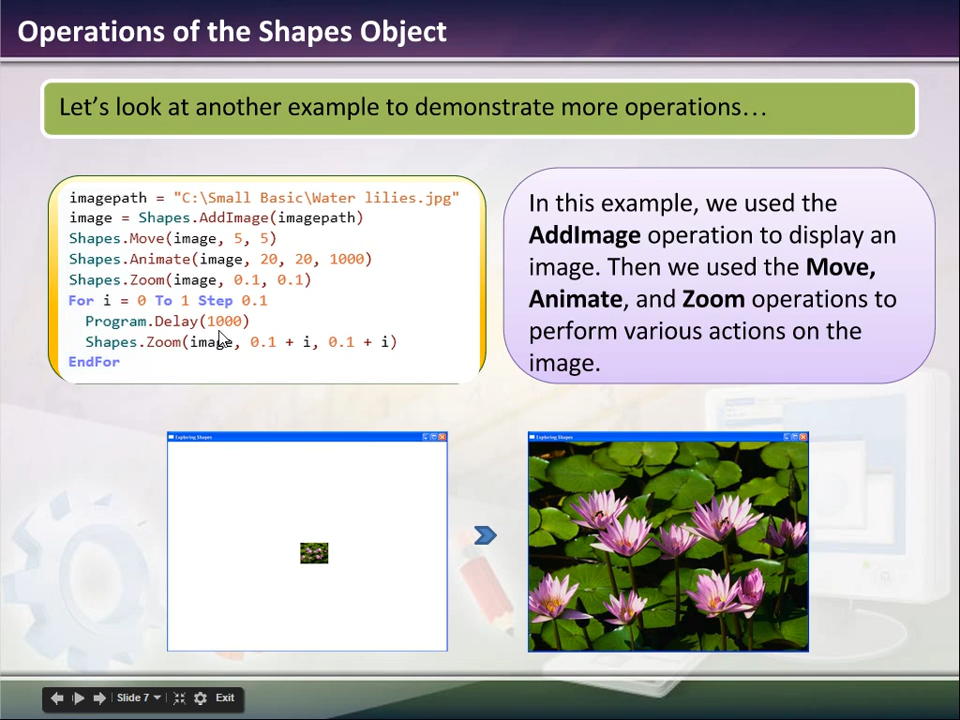 Operations of the Shapes Object
Let's look at another example to demonstrate more operations…
imagepath = "C:\Small Basic\Water lilies.jpg"
image = Shapes.AddImage(imagepath)
Shapes.Move(image, 5, 5)
Shapes.Animate(image, 20, 20, 1000)
Shapes.Zoom(image, 0.1, 0.1)
For i = 0 To 1 Step 0.1
Program.Delay(1000)
Shapes.Zoom(image, 0.1 + i, 0.1 + i)
EndFor
In this example, we used the
AddImage operation to display an
image. Then we used the Move,
Animate, and Zoom operations to
perform various actions on the
image.
Exploring Shapes
Exploring Shapes
Slide 7
Exit